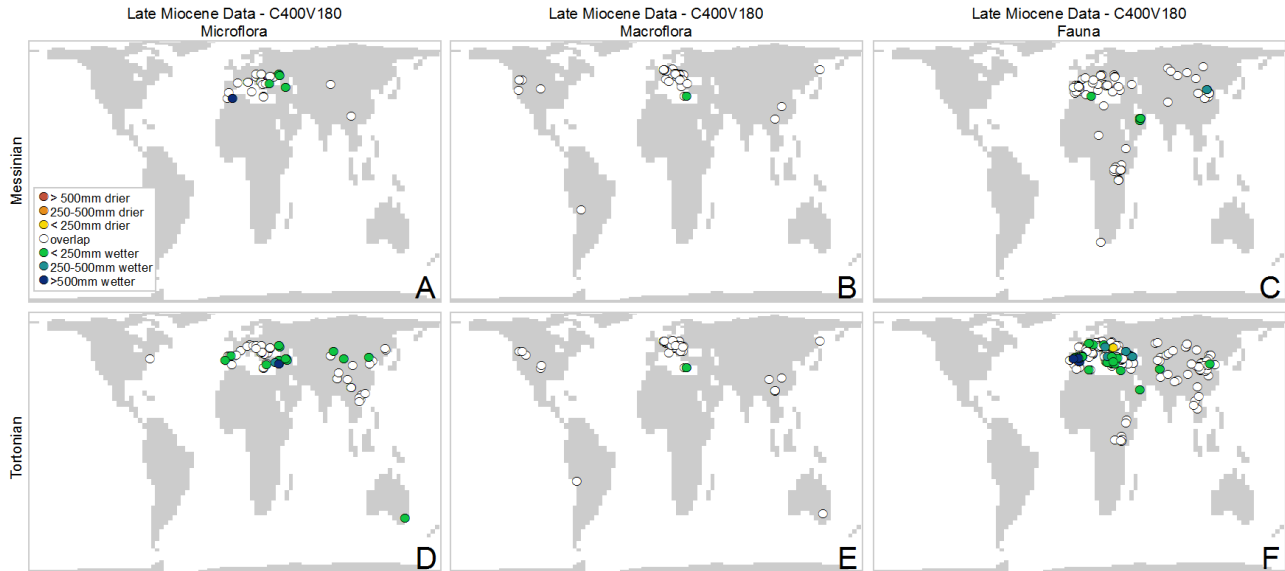 Late Miocene Data - C400V180
Microflora
Late Miocene Data - C400V180
Macroflora
Late Miocene Data - C400V180
Fauna
Messinian
> 500mm drier
250-500mm drier
< 250mm drier
overlap
< 250mm wetter
250-500mm wetter
>500mm wetter
A
B
C
Tortonian
D
E
F